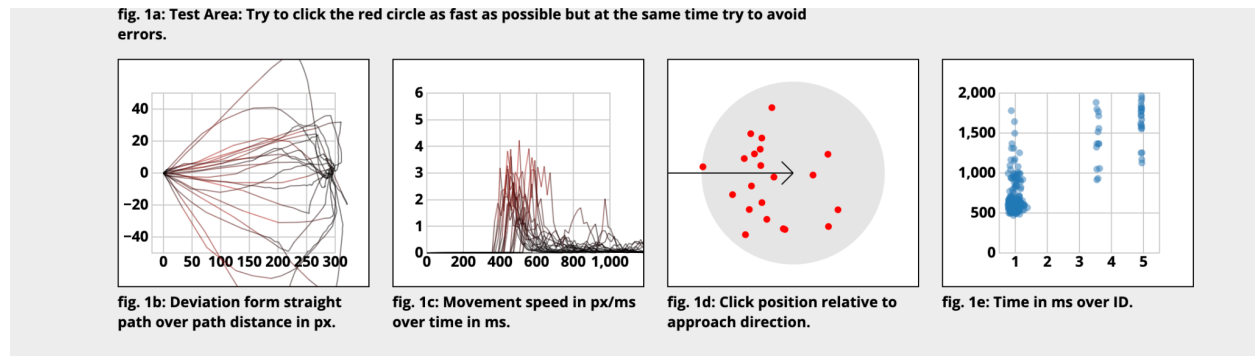 fig. 1a: Test Area: Try to click the red circle as fast as possible but at the same time try to avoid
errors.
40
20
0
−20
−40
0 50 100 150 200 250 300
6
5
4
3
2
1
0
0 200 400 600 800 1,000
2,000
1,500
1,000
500
0
1 2 3 4 5
fig. 1b: Deviation form straight
path over path distance in px.
fig. 1c: Movement speed in px/ms
over time in ms.
fig. 1d: Click position relative to
approach direction.
fig. 1e: Time in ms over ID.